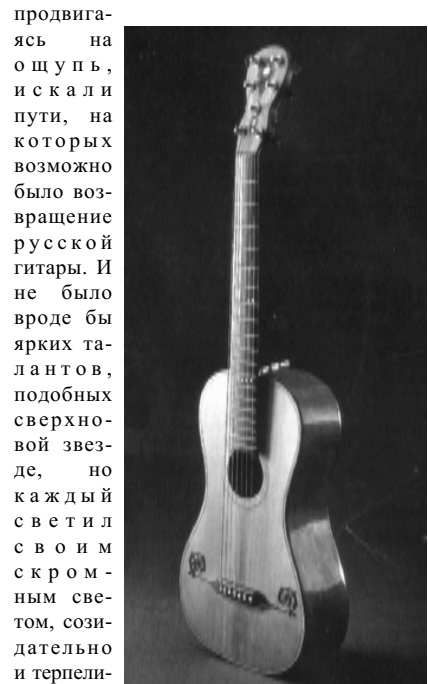 продвига-
ясь на
ощупь,
искали
пути, на
которых
возможно
было воз-
вращение
русской
гитары. И
не было
вроде бы
ярких та-
лантов,
подобных
сверхно-
вой звез-
де, но
каждый
светил
своим
скром-
ным све-
том, сози-
дательно
и терпели-